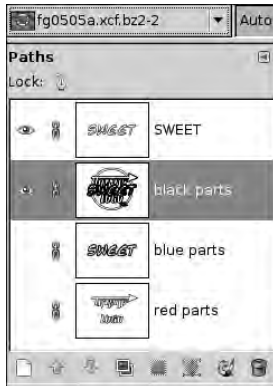 fg0505a.xcf.bz2-2
Auto
Paths
Lock:
SWEET SWEET
black parts
SWEET blue parts
red parts